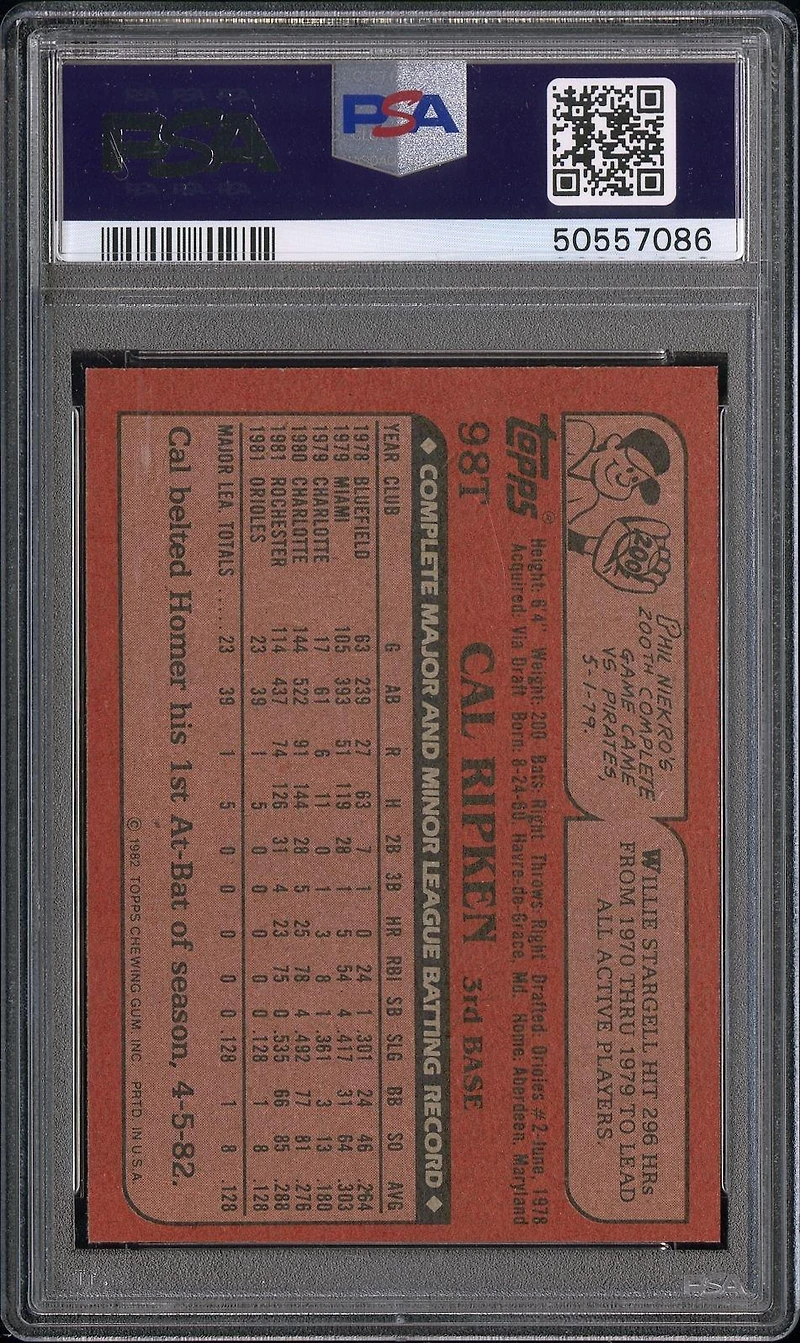 PSA
PSA
50557086
PHIL NIEKRO'S
200TH COMPLETE
GAME CAME
VS. PIRATES,
5-1-79.
200
WILLIE STARGELL HIT 296 HRs
FROM 1970 THRU 1979 TO LEAD
ALL ACTIVE PLAYERS.
topps®
Height: 6'4" Weight: 200 Bats: Right Throws: Right Drafted: Orioles #2-June, 1978
Acquired: Via Draft Born: 8-24-60 Havre-de-Grace, Md. Home: Aberdeen, Maryland
98T CAL RIPKEN 3rd BASE
◆ COMPLETE MAJOR AND MINOR LEAGUE BATTING RECORD ◆
YEAR CLUB G AB R H 2B 3B HR RBI SB SLG BB SO AVG
1978 BLUEFIELD 63 239 27 63 7 1 0 24 1 .301 24 46 .264
1979 MIAMI 105 393 51 119 28 1 5 54 4 .417 31 64 .303
1979 CHARLOTTE 17 61 6 11 0 1 3 8 1 .361 3 13 .180
1980 CHARLOTTE 144 522 91 144 28 5 25 78 4 .492 77 81 .276
1981 ROCHESTER 114 437 74 126 31 4 23 75 0 .535 66 85 .288
1981 ORIOLES 23 39 1 5 0 0 0 0 0 .128 1 8 .128
MAJOR LEA. TOTALS ...... 23 39 1 5 0 0 0 0 0 .128 1 8 .128
Cal belted Homer his 1st At-Bat of season, 4-5-82.
© 1982 TOPPS CHEWING GUM, INC. PRTD. IN U.S.A.
PSA